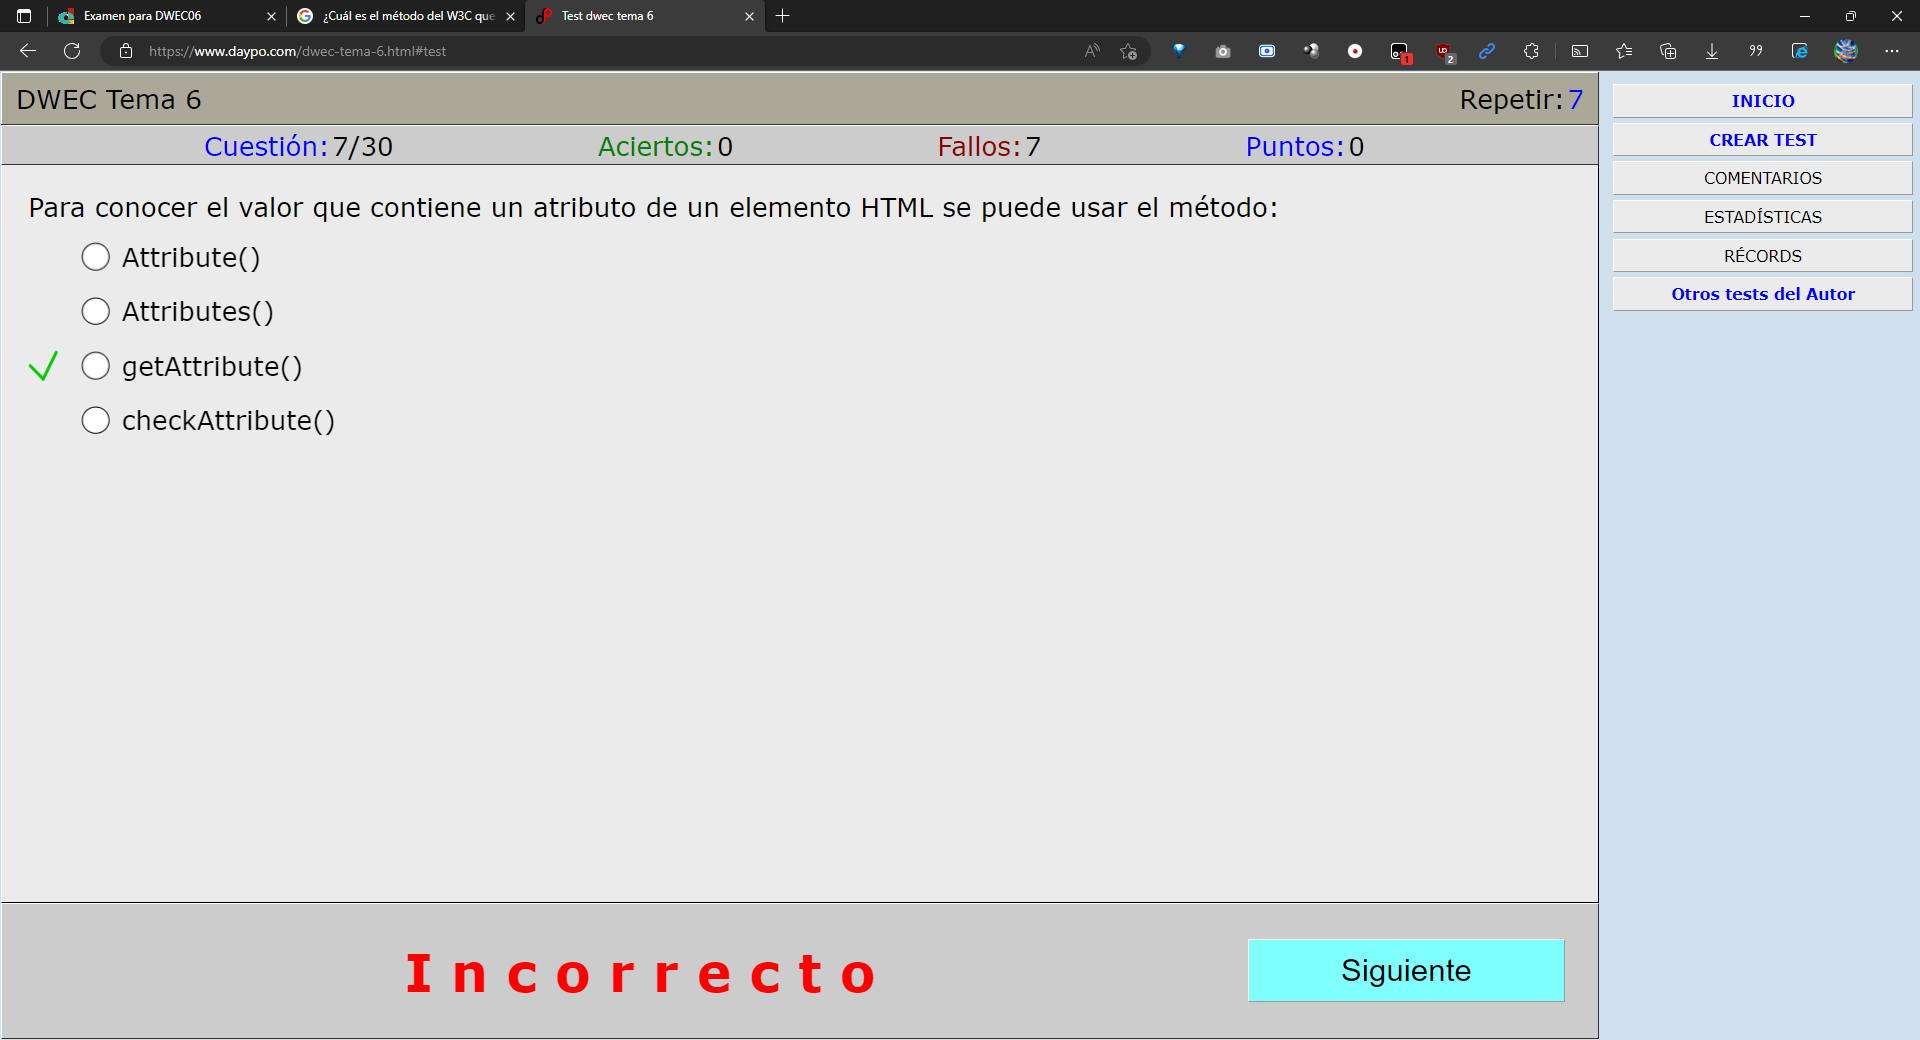 Examen para DWEC06
¿Cuál es el método del W3C que
Test dwec tema 6
https://www.daypo.com/dwec-tema-6.html#test
1
2
DWEC Tema 6
Repetir: 7
Cuestión: 7/30
Aciertos: 0
Fallos: 7
Puntos: 0
Para conocer el valor que contiene un atributo de un elemento HTML se puede usar el método:
Attribute()
Attributes()
getAttribute()
checkAttribute()
Incorrecto
Siguiente
INICIO
CREAR TEST
COMENTARIOS
ESTADÍSTICAS
RÉCORDS
Otros tests del Autor